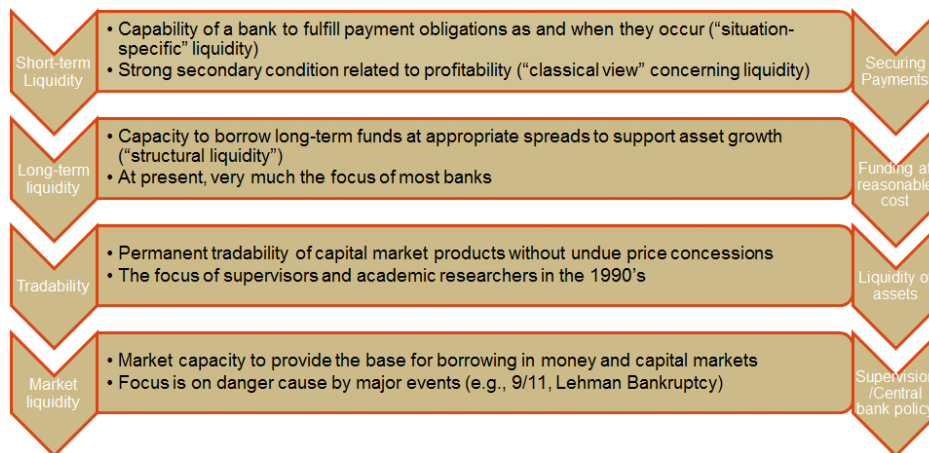 Short-term
Liquidity
• Capability of a bank to fulfill payment obligations as and when they occur (“situation-
specific” liquidity)
• Strong secondary condition related to profitability (“classical view” concerning liquidity)
Securing
Payments
Long-term
liquidity
• Capacity to borrow long-term funds at appropriate spreads to support asset growth
(“structural liquidity”)
• At present, very much the focus of most banks
Funding at
reasonable
cost
Tradability
• Permanent tradability of capital market products without undue price concessions
• The focus of supervisors and academic researchers in the 1990’s
Liquidity of
assets
Market
liquidity
• Market capacity to provide the base for borrowing in money and capital markets
• Focus is on danger cause by major events (e.g., 9/11, Lehman Bankruptcy)
Supervision
/Central
bank policy